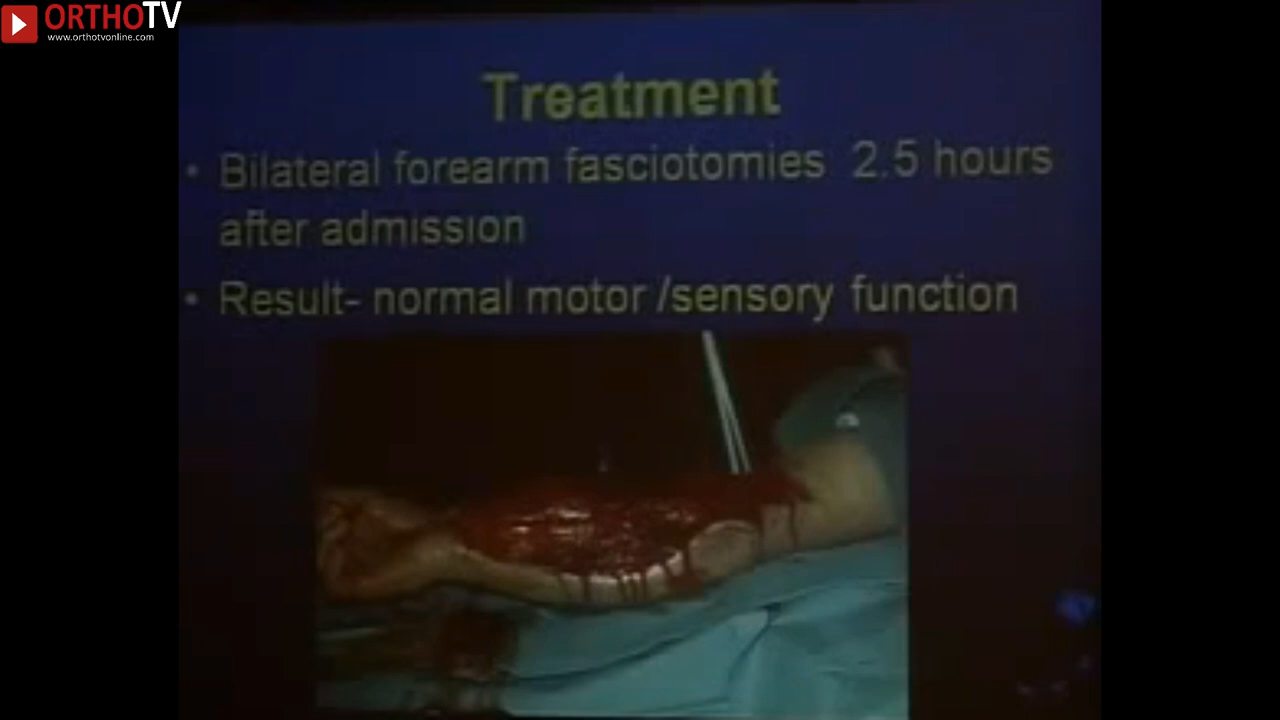 ORTHOTV
www.orthotvonline.com
Treatment
• Bilateral forearm fasciotomies 2.5 hours
after admission
• Result- normal motor /sensory function